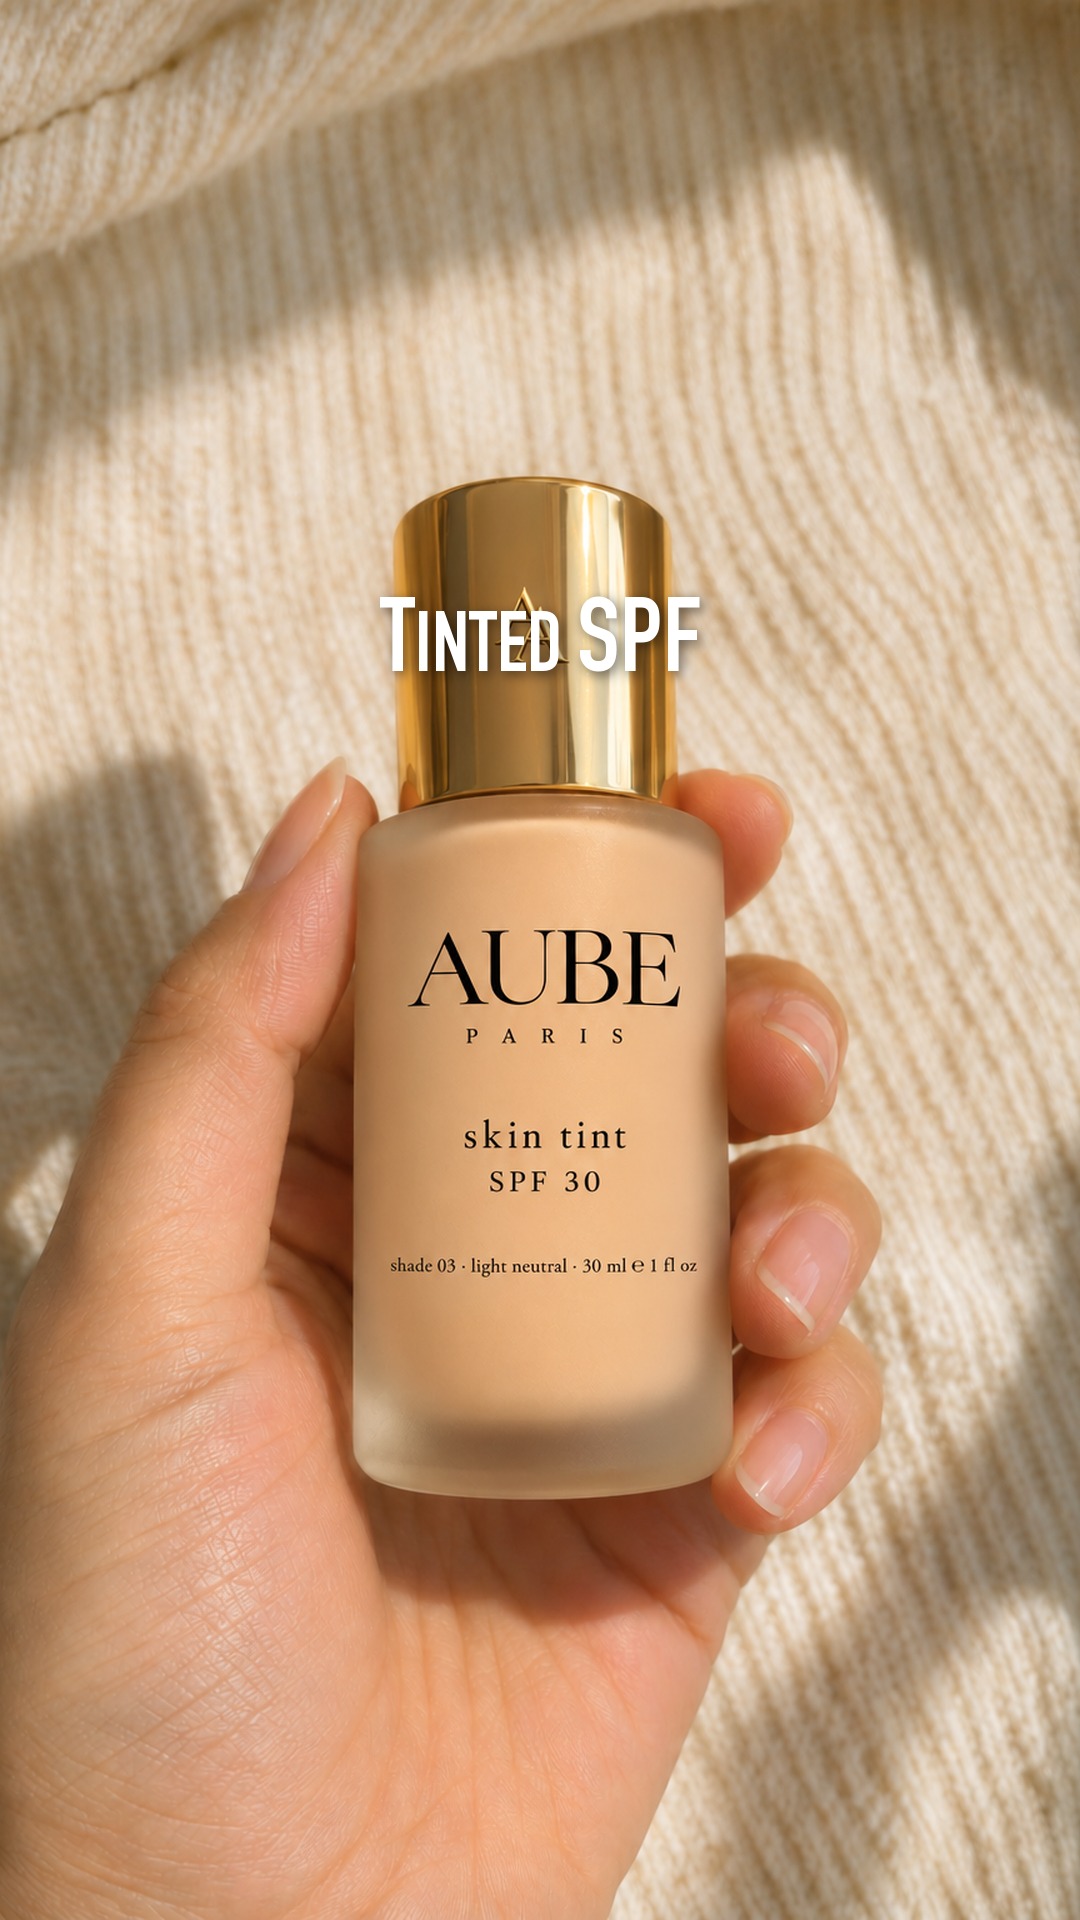 Tinted SPF
AUBE
PARIS
skin tint
SPF 30
shade 03 · light neutral · 30 ml ℮ 1 fl oz